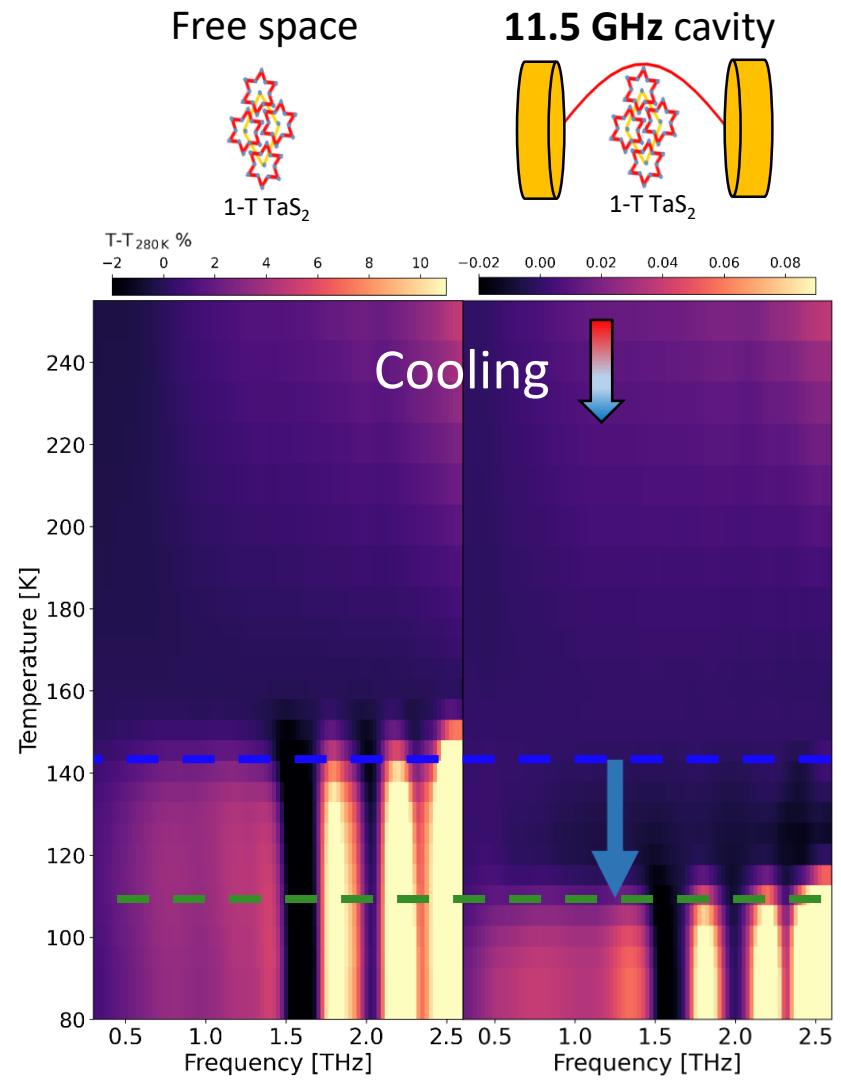 Free space
11.5 GHz cavity
1-T TaS₂
1-T TaS₂
T-T₂₈₀ K %
−2 0 2 4 6 8 10
−0.02 0.00 0.02 0.04 0.06 0.08
Cooling
Temperature [K]
240
220
200
180
160
140
120
100
80
0.5 1.0 1.5 2.0 2.5
0.5 1.0 1.5 2.0 2.5
Frequency [THz]
Frequency [THz]